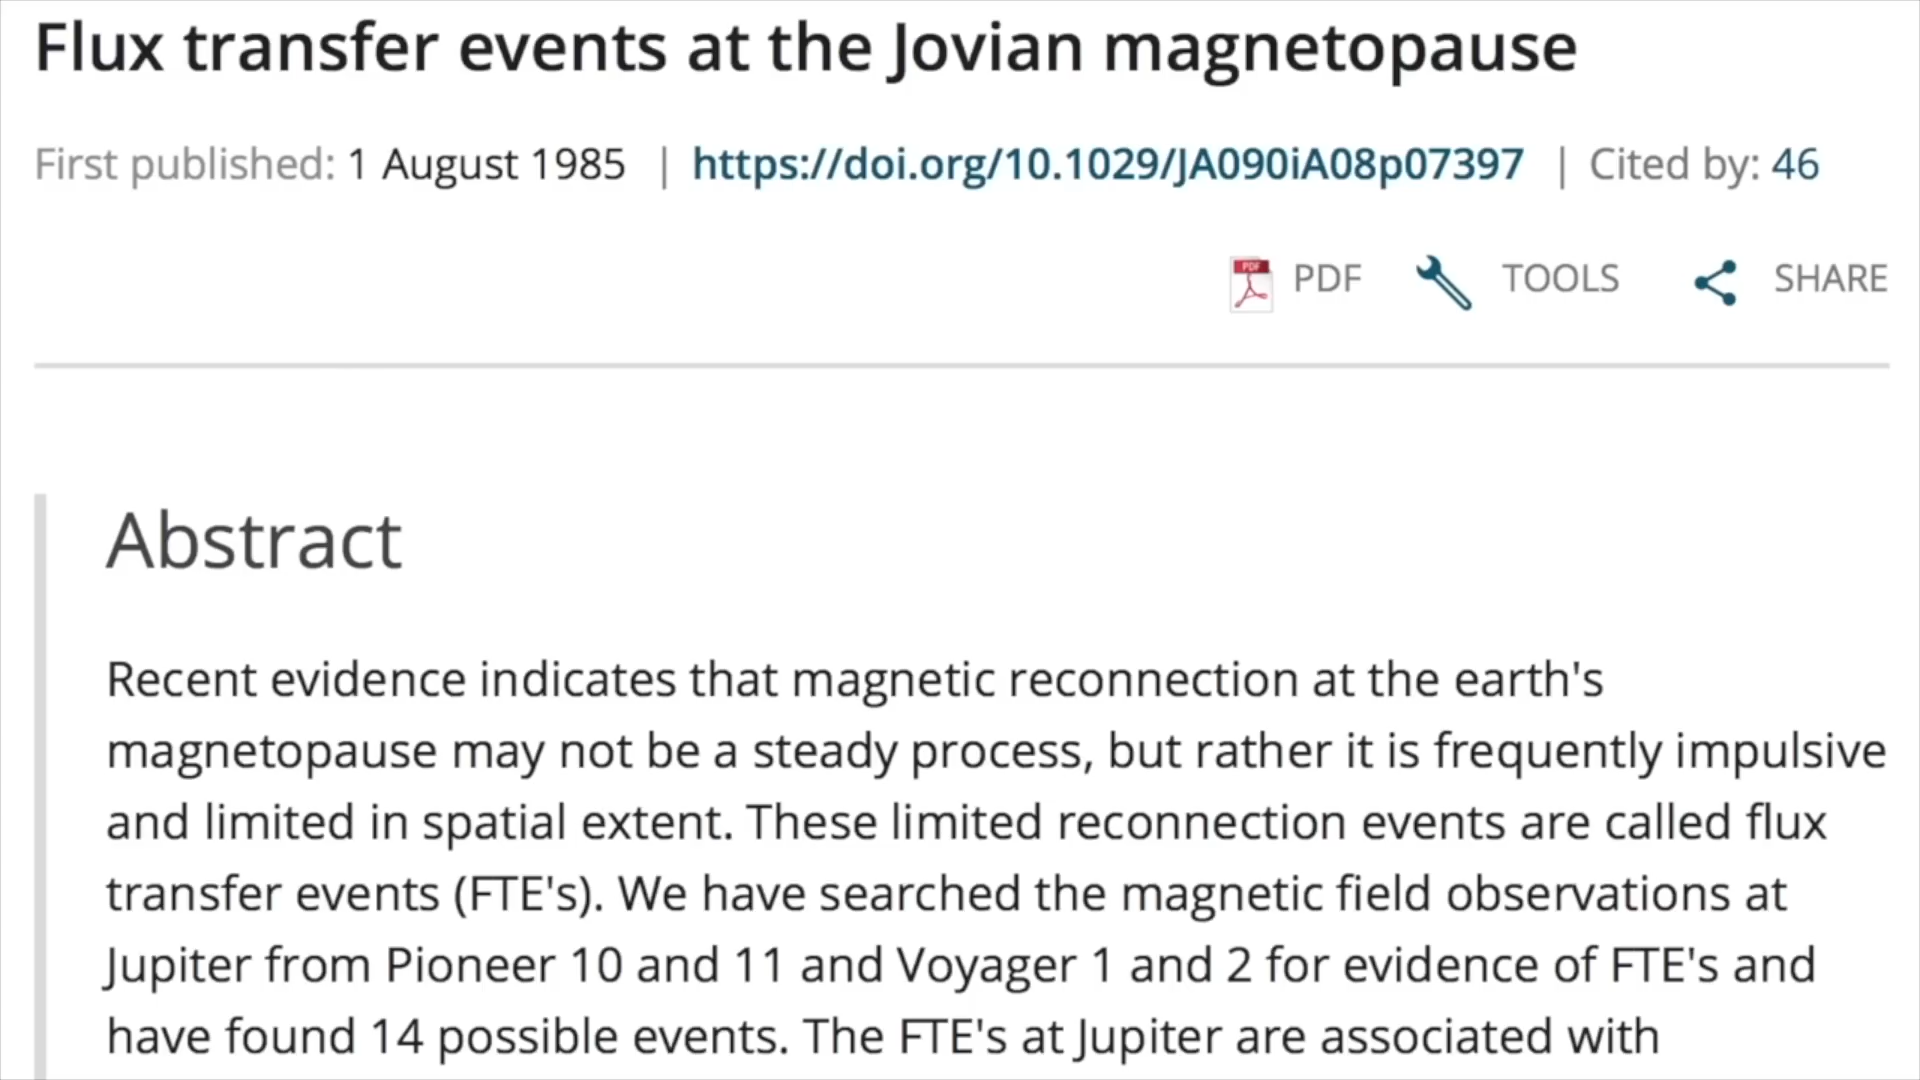 Flux transfer events at the Jovian magnetopause
First published: 1 August 1985 | https://doi.org/10.1029/JA090iA08p07397 | Cited by: 46
PDF PDF TOOLS SHARE
Abstract
Recent evidence indicates that magnetic reconnection at the earth's
magnetopause may not be a steady process, but rather it is frequently impulsive
and limited in spatial extent. These limited reconnection events are called flux
transfer events (FTE's). We have searched the magnetic field observations at
Jupiter from Pioneer 10 and 11 and Voyager 1 and 2 for evidence of FTE's and
have found 14 possible events. The FTE's at Jupiter are associated with